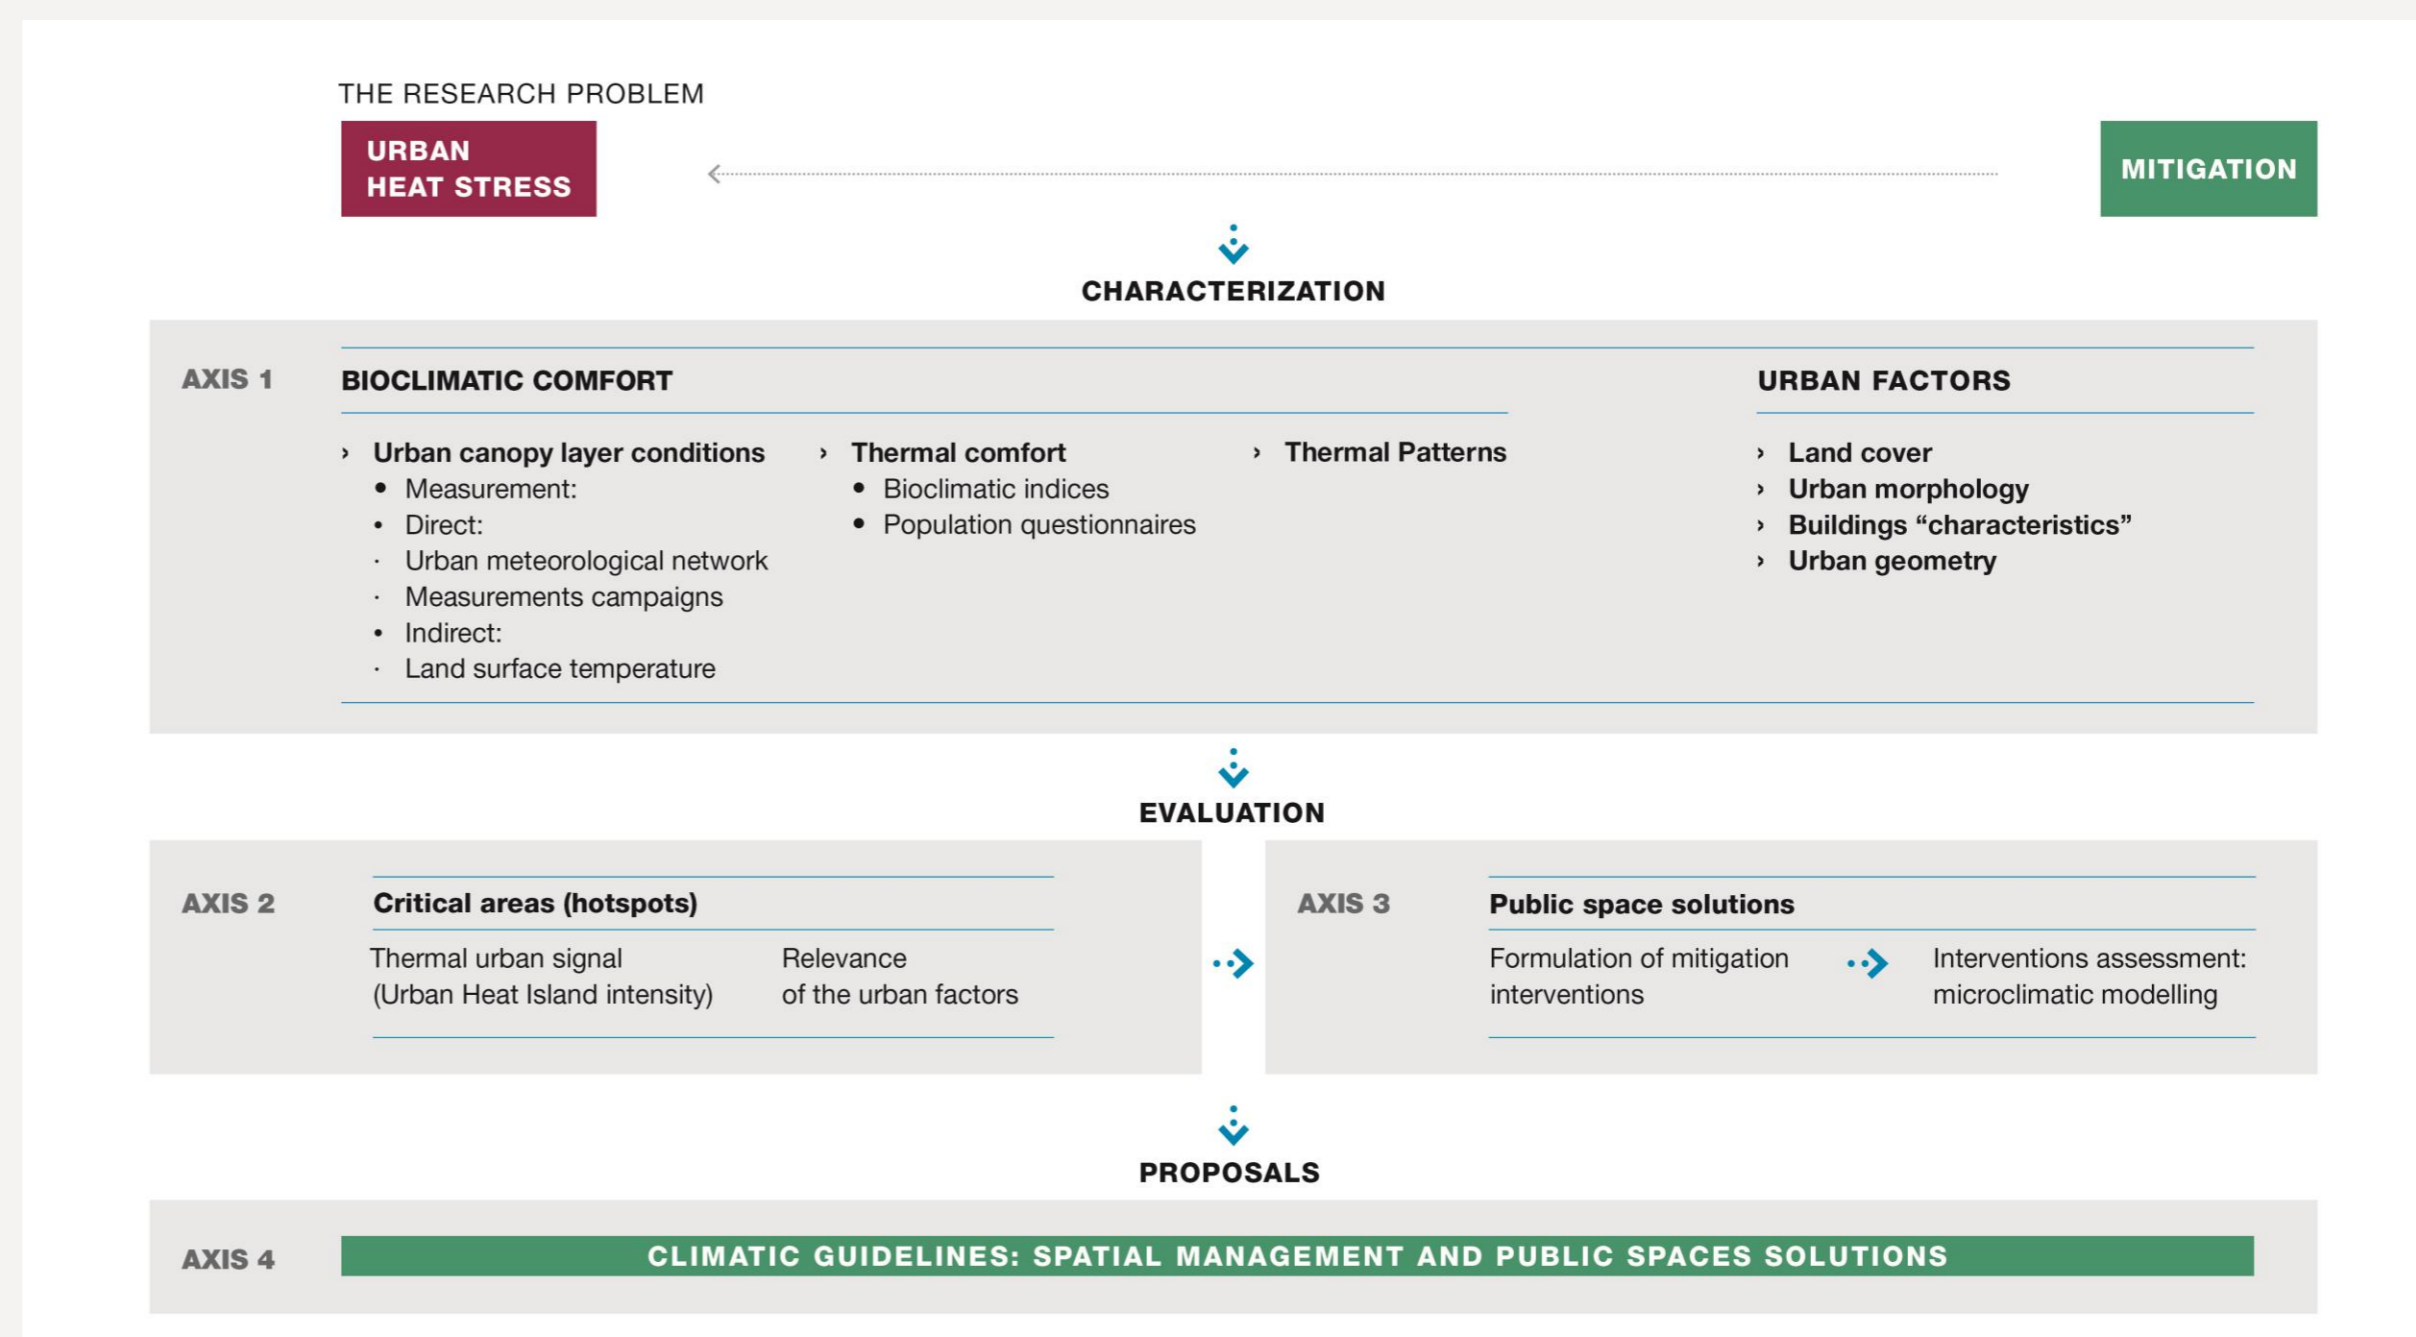 THE RESEARCH PROBLEM
URBAN
HEAT STRESS
MITIGATION
CHARACTERIZATION
AXIS 1
BIOCLIMATIC COMFORT
› Urban canopy layer conditions
• Measurement:
• Direct:
· Urban meteorological network
· Measurements campaigns
• Indirect:
· Land surface temperature
› Thermal comfort
• Bioclimatic indices
• Population questionnaires
› Thermal Patterns
URBAN FACTORS
› Land cover
› Urban morphology
› Buildings “characteristics”
› Urban geometry
EVALUATION
AXIS 2
Critical areas (hotspots)
Thermal urban signal
(Urban Heat Island intensity)
Relevance
of the urban factors
AXIS 3
Public space solutions
Formulation of mitigation
interventions
Interventions assessment:
microclimatic modelling
PROPOSALS
AXIS 4
CLIMATIC GUIDELINES: SPATIAL MANAGEMENT AND PUBLIC SPACES SOLUTIONS